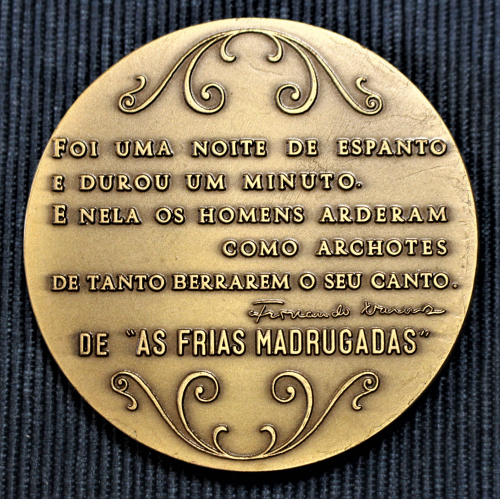 FOI UMA NOITE DE ESPANTO
E DUROU UM MINUTO.
E NELA OS HOMENS ARDERAM
COMO ARCHOTES
DE TANTO BERRAREM O SEU CANTO.
Fernando
DE "AS FRIAS MADRUGADAS"